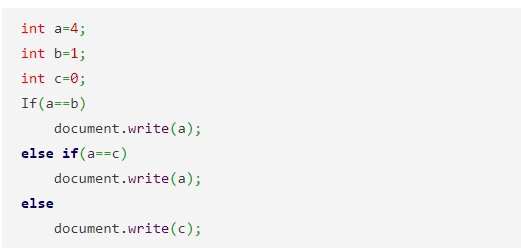 int a=4;
int b=1;
int c=0;
If(a==b)
    document.write(a);
else if(a==c)
    document.write(a);
else
    document.write(c);